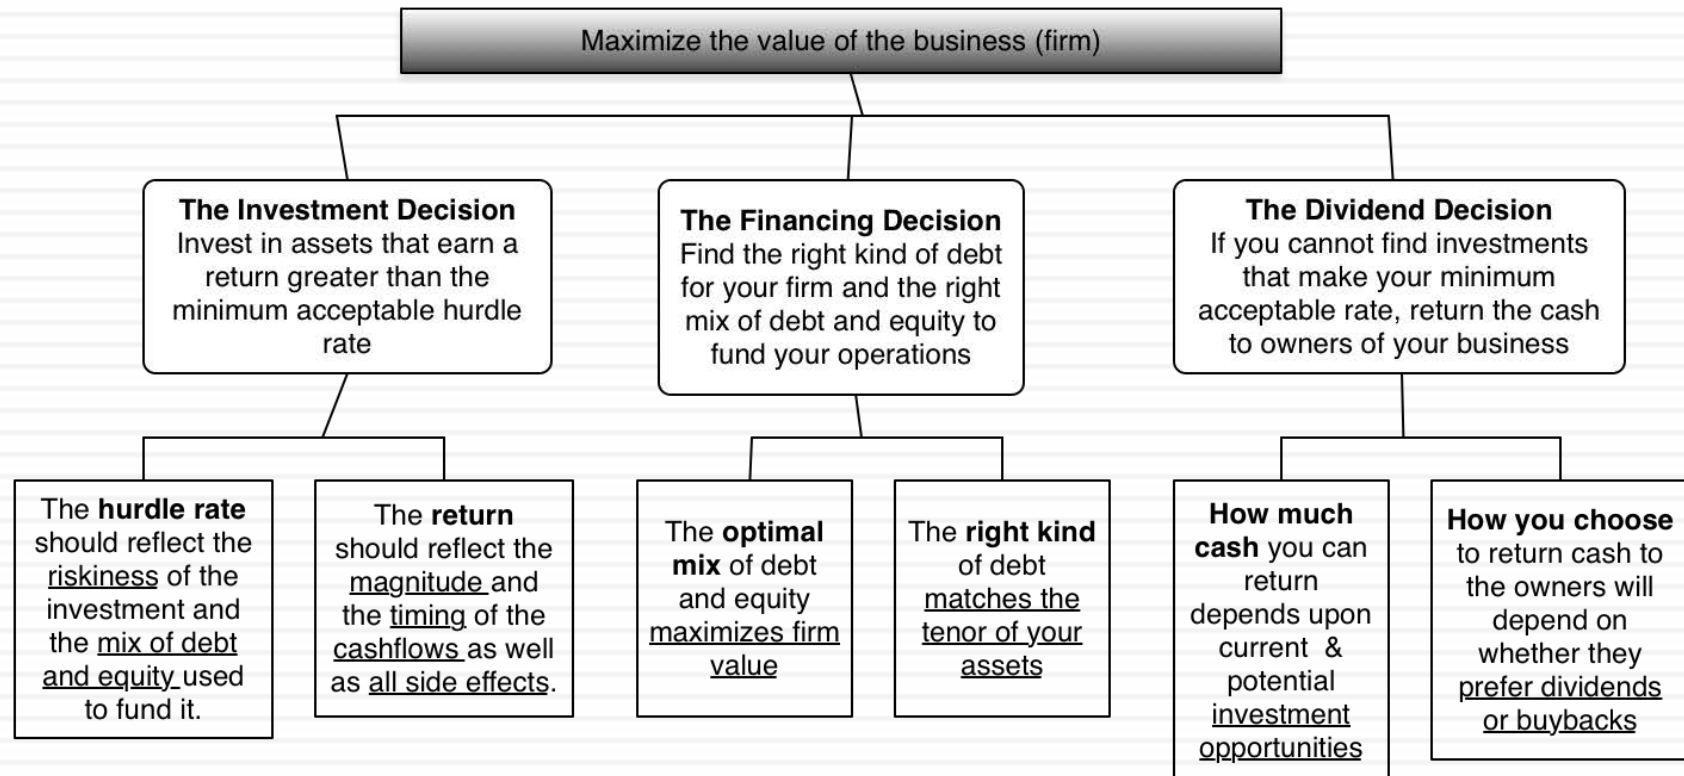 Maximize the value of the business (firm)
The Investment Decision
Invest in assets that earn a
return greater than the
minimum acceptable hurdle
rate
The Financing Decision
Find the right kind of debt
for your firm and the right
mix of debt and equity to
fund your operations
The Dividend Decision
If you cannot find investments
that make your minimum
acceptable rate, return the cash
to owners of your business
The hurdle rate
should reflect the
riskiness of the
investment and
the mix of debt
and equity used
to fund it.
The return
should reflect the
magnitude and
the timing of the
cashflows as well
as all side effects.
The optimal
mix of debt
and equity
maximizes firm
value
The right kind
of debt
matches the
tenor of your
assets
How much
cash you can
return
depends upon
current &
potential
investment
opportunities
How you choose
to return cash to
the owners will
depend on
whether they
prefer dividends
or buybacks